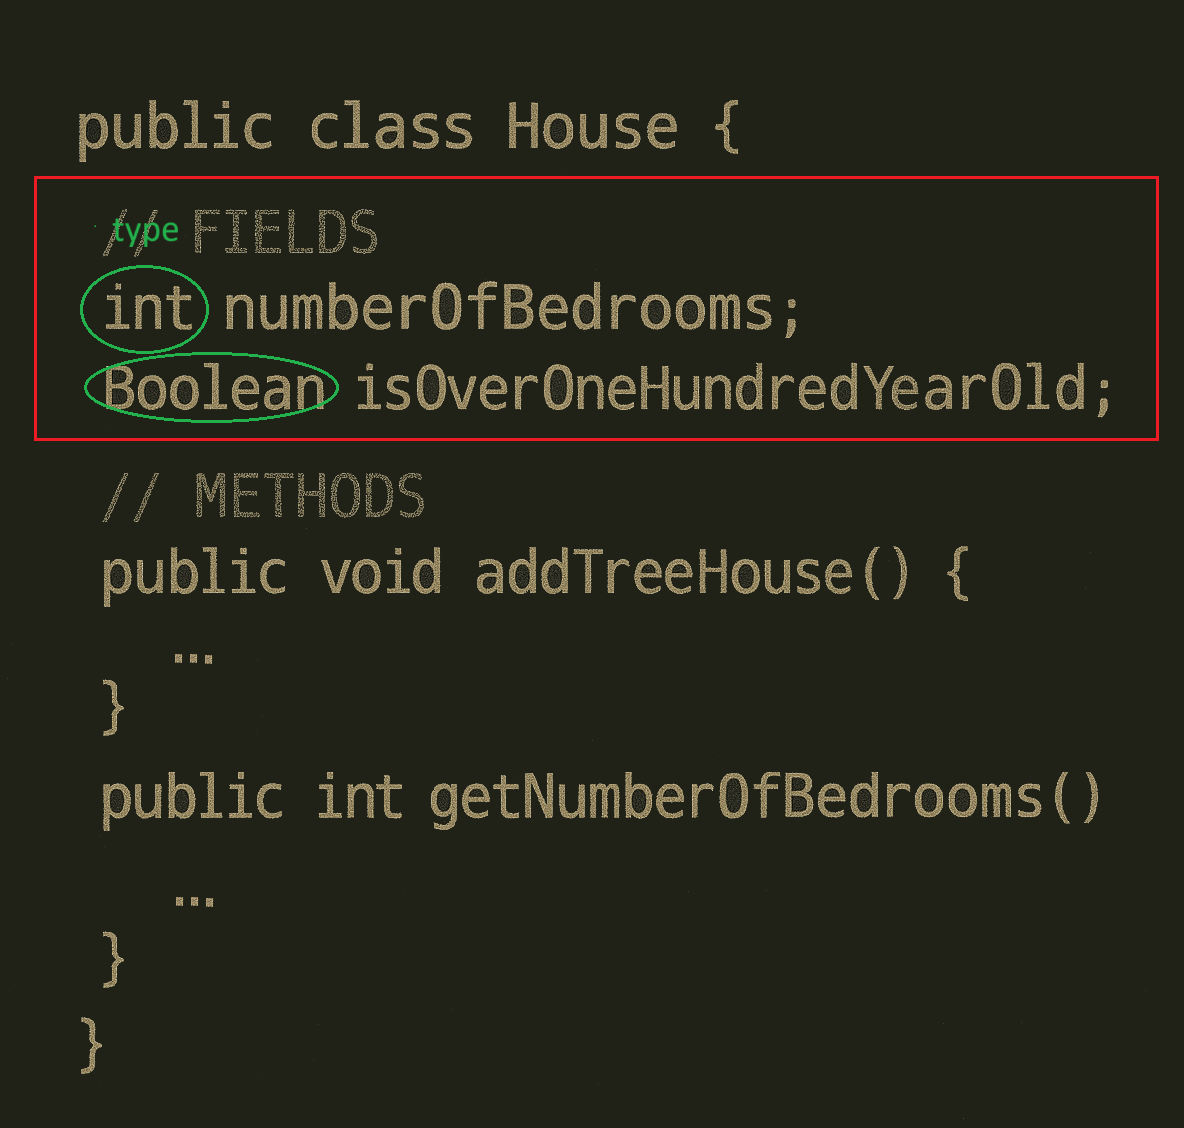 public class House {
type
// FIELDS
int numberOfBedrooms;
Boolean isOverOneHundredYearOld;
// METHODS
public void addTreeHouse() {
...
}
public int getNumberOfBedrooms()
...
}
}